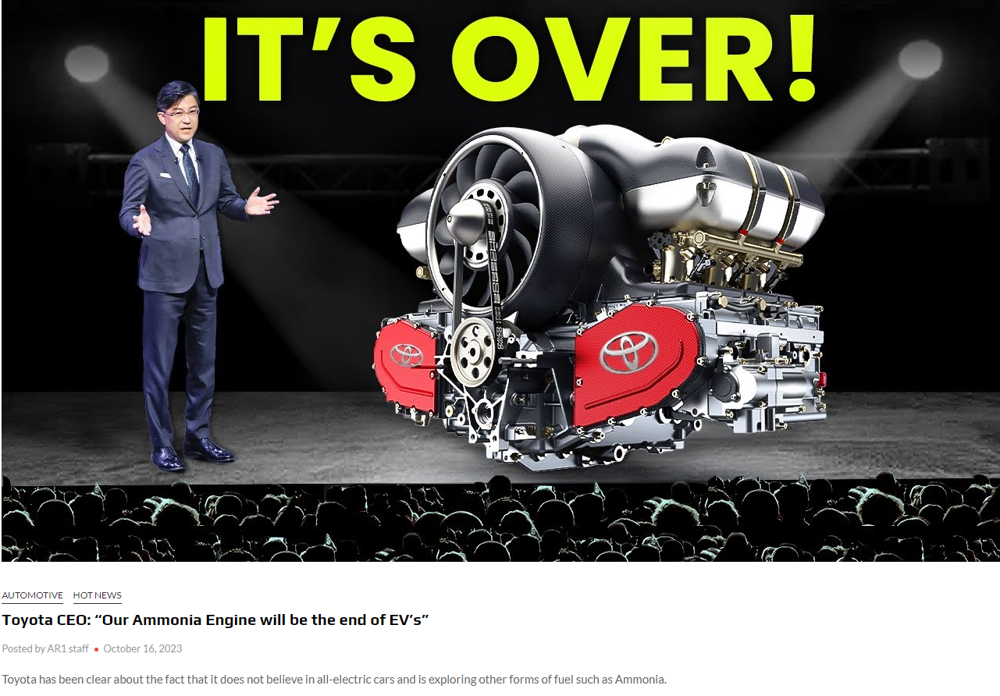 IT'S OVER!
AUTOMOTIVE HOT NEWS
Toyota CEO: “Our Ammonia Engine will be the end of EV’s”
Posted by AR1 staff • October 16, 2023
Toyota has been clear about the fact that it does not believe in all-electric cars and is exploring other forms of fuel such as Ammonia.